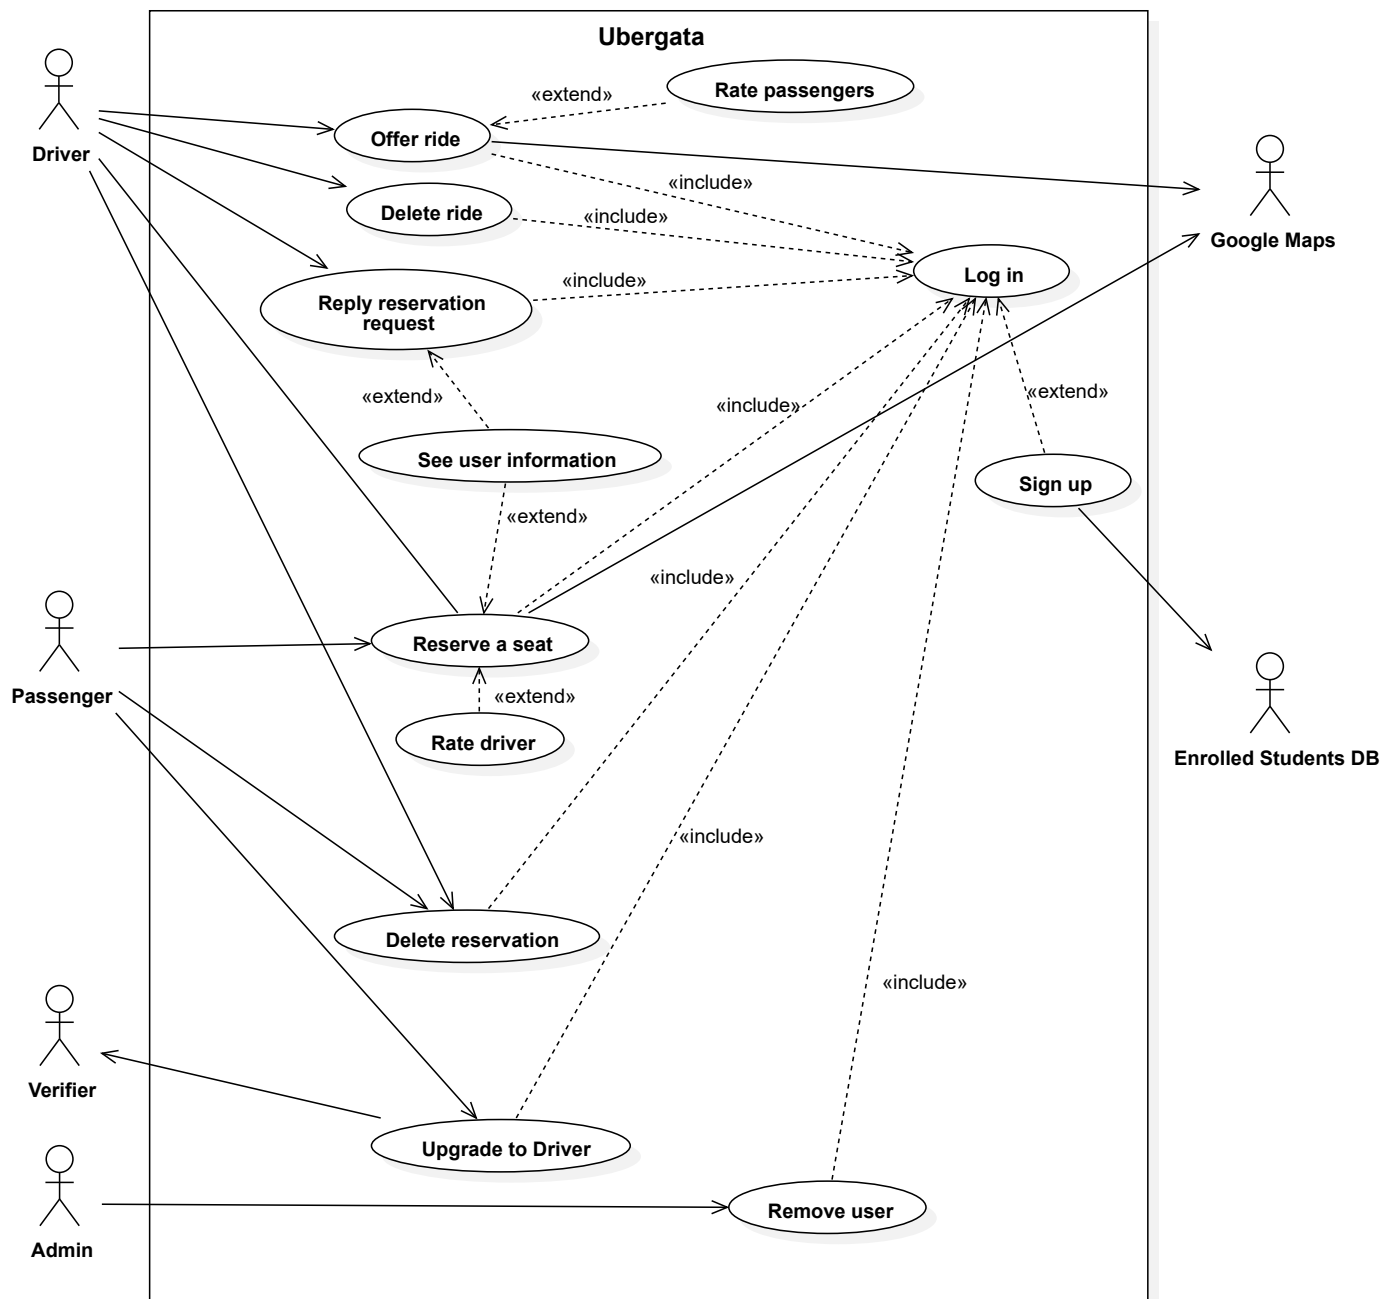 Ubergata
Rate passengers
«extend»
Offer ride
Driver
«include»
Delete ride
«include»
Google Maps
Log in
«include»
Reply reservation
request
«extend»
«include»
«extend»
See user information
Sign up
«extend»
«include»
Reserve a seat
Passenger
«extend»
Rate driver
Enrolled Students DB
«include»
Delete reservation
«include»
Verifier
Upgrade to Driver
Remove user
Admin